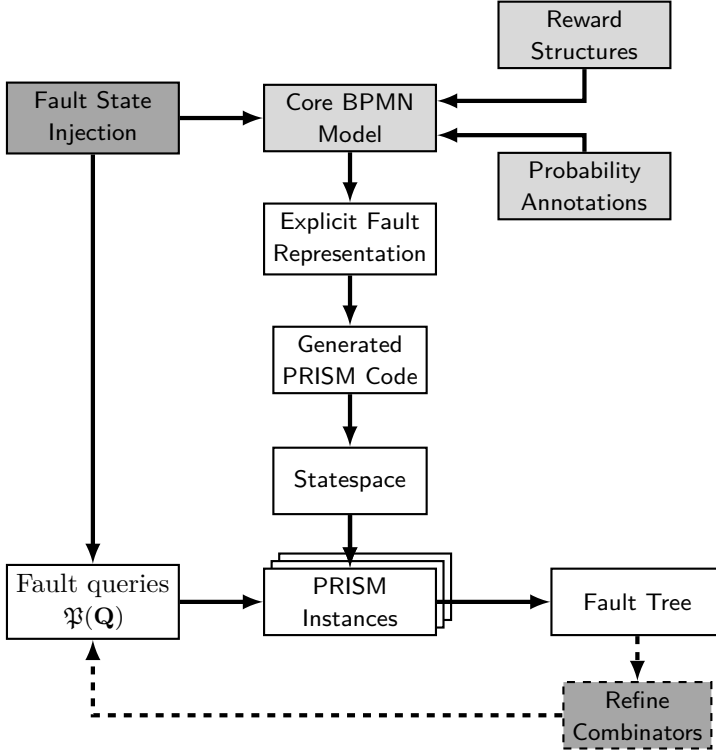 Reward
Structures
Fault State
Injection
Core BPMN
Model
Probability
Annotations
Explicit Fault
Representation
Generated
PRISM Code
Statespace
Fault queries
𝔓(𝐐)
PRISM
Instances
Fault Tree
Refine
Combinators